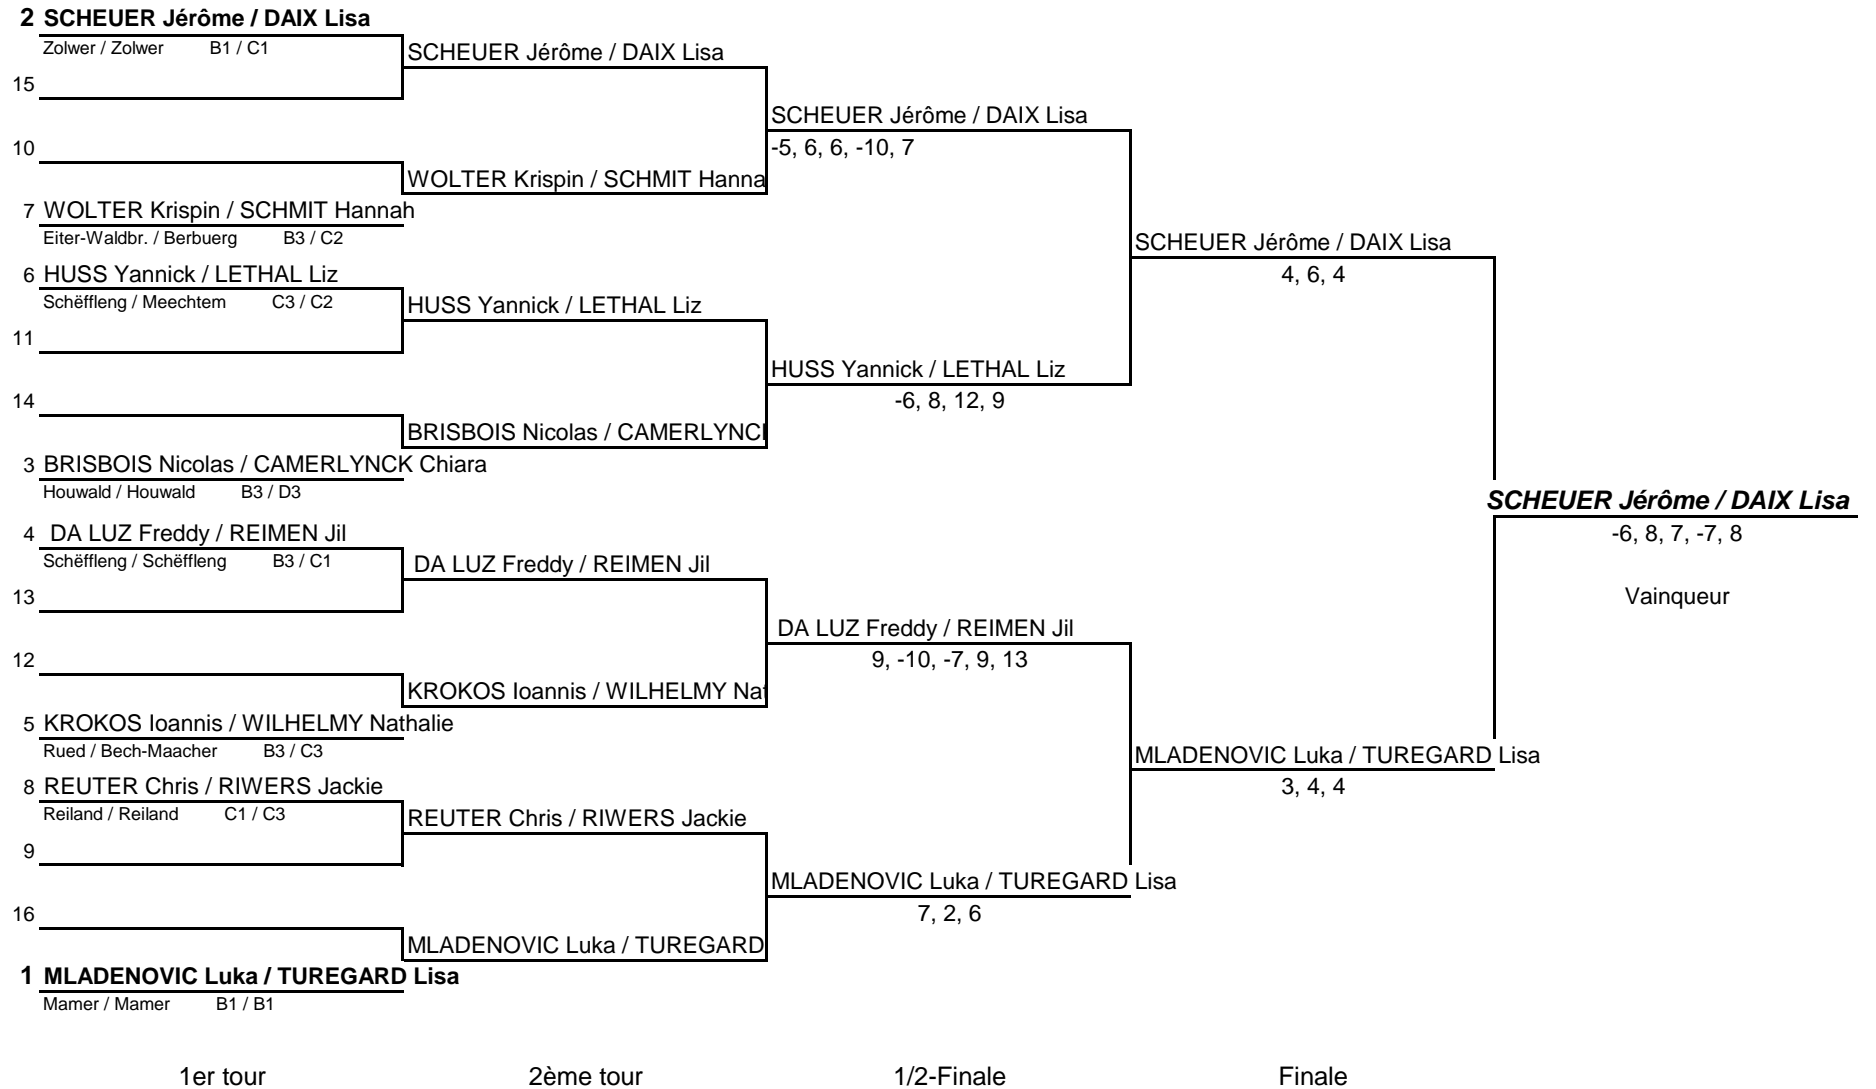 2 SCHEUER Jérôme / DAIX Lisa
Zolwer / Zolwer B1 / C1
SCHEUER Jérôme / DAIX Lisa
15
SCHEUER Jérôme / DAIX Lisa
10
-5, 6, 6, -10, 7
WOLTER Krispin / SCHMIT Hanna
7 WOLTER Krispin / SCHMIT Hannah
Eiter-Waldbr. / Berbuerg B3 / C2
SCHEUER Jérôme / DAIX Lisa
6 HUSS Yannick / LETHAL Liz
4, 6, 4
Schëffleng / Meechtem C3 / C2
HUSS Yannick / LETHAL Liz
11
HUSS Yannick / LETHAL Liz
14
-6, 8, 12, 9
BRISBOIS Nicolas / CAMERLYNC
3 BRISBOIS Nicolas / CAMERLYNCK Chiara
Houwald / Houwald B3 / D3
SCHEUER Jérôme / DAIX Lisa
4 DA LUZ Freddy / REIMEN Jil
-6, 8, 7, -7, 8
Schëffleng / Schëffleng B3 / C1
DA LUZ Freddy / REIMEN Jil
13
Vainqueur
DA LUZ Freddy / REIMEN Jil
12
9, -10, -7, 9, 13
KROKOS Ioannis / WILHELMY Nat
5 KROKOS Ioannis / WILHELMY Nathalie
Rued / Bech-Maacher B3 / C3
MLADENOVIC Luka / TUREGARD Lisa
8 REUTER Chris / RIWERS Jackie
3, 4, 4
Reiland / Reiland C1 / C3
REUTER Chris / RIWERS Jackie
9
MLADENOVIC Luka / TUREGARD Lisa
16
7, 2, 6
MLADENOVIC Luka / TUREGARD
1 MLADENOVIC Luka / TUREGARD Lisa
Mamer / Mamer B1 / B1
1er tour 2ème tour 1/2-Finale Finale